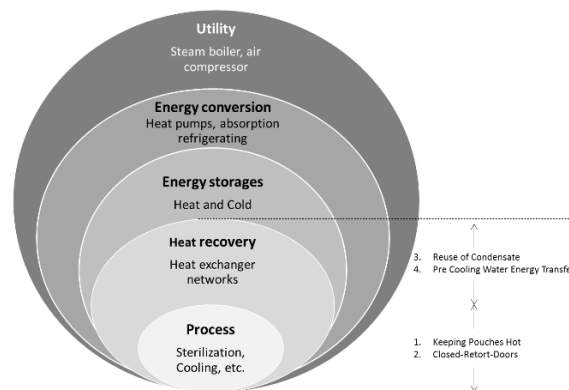 Utility
Steam boiler, air
compressor
Energy conversion
Heat pumps, absorption
refrigerating
Energy storages
Heat and Cold
Heat recovery
Heat exchanger
networks
Process
Sterilization,
Cooling, etc.
3. Reuse of Condensate
4. Pre Cooling Water Energy Transfe
1. Keeping Pouches Hot
2. Closed-Retort-Doors